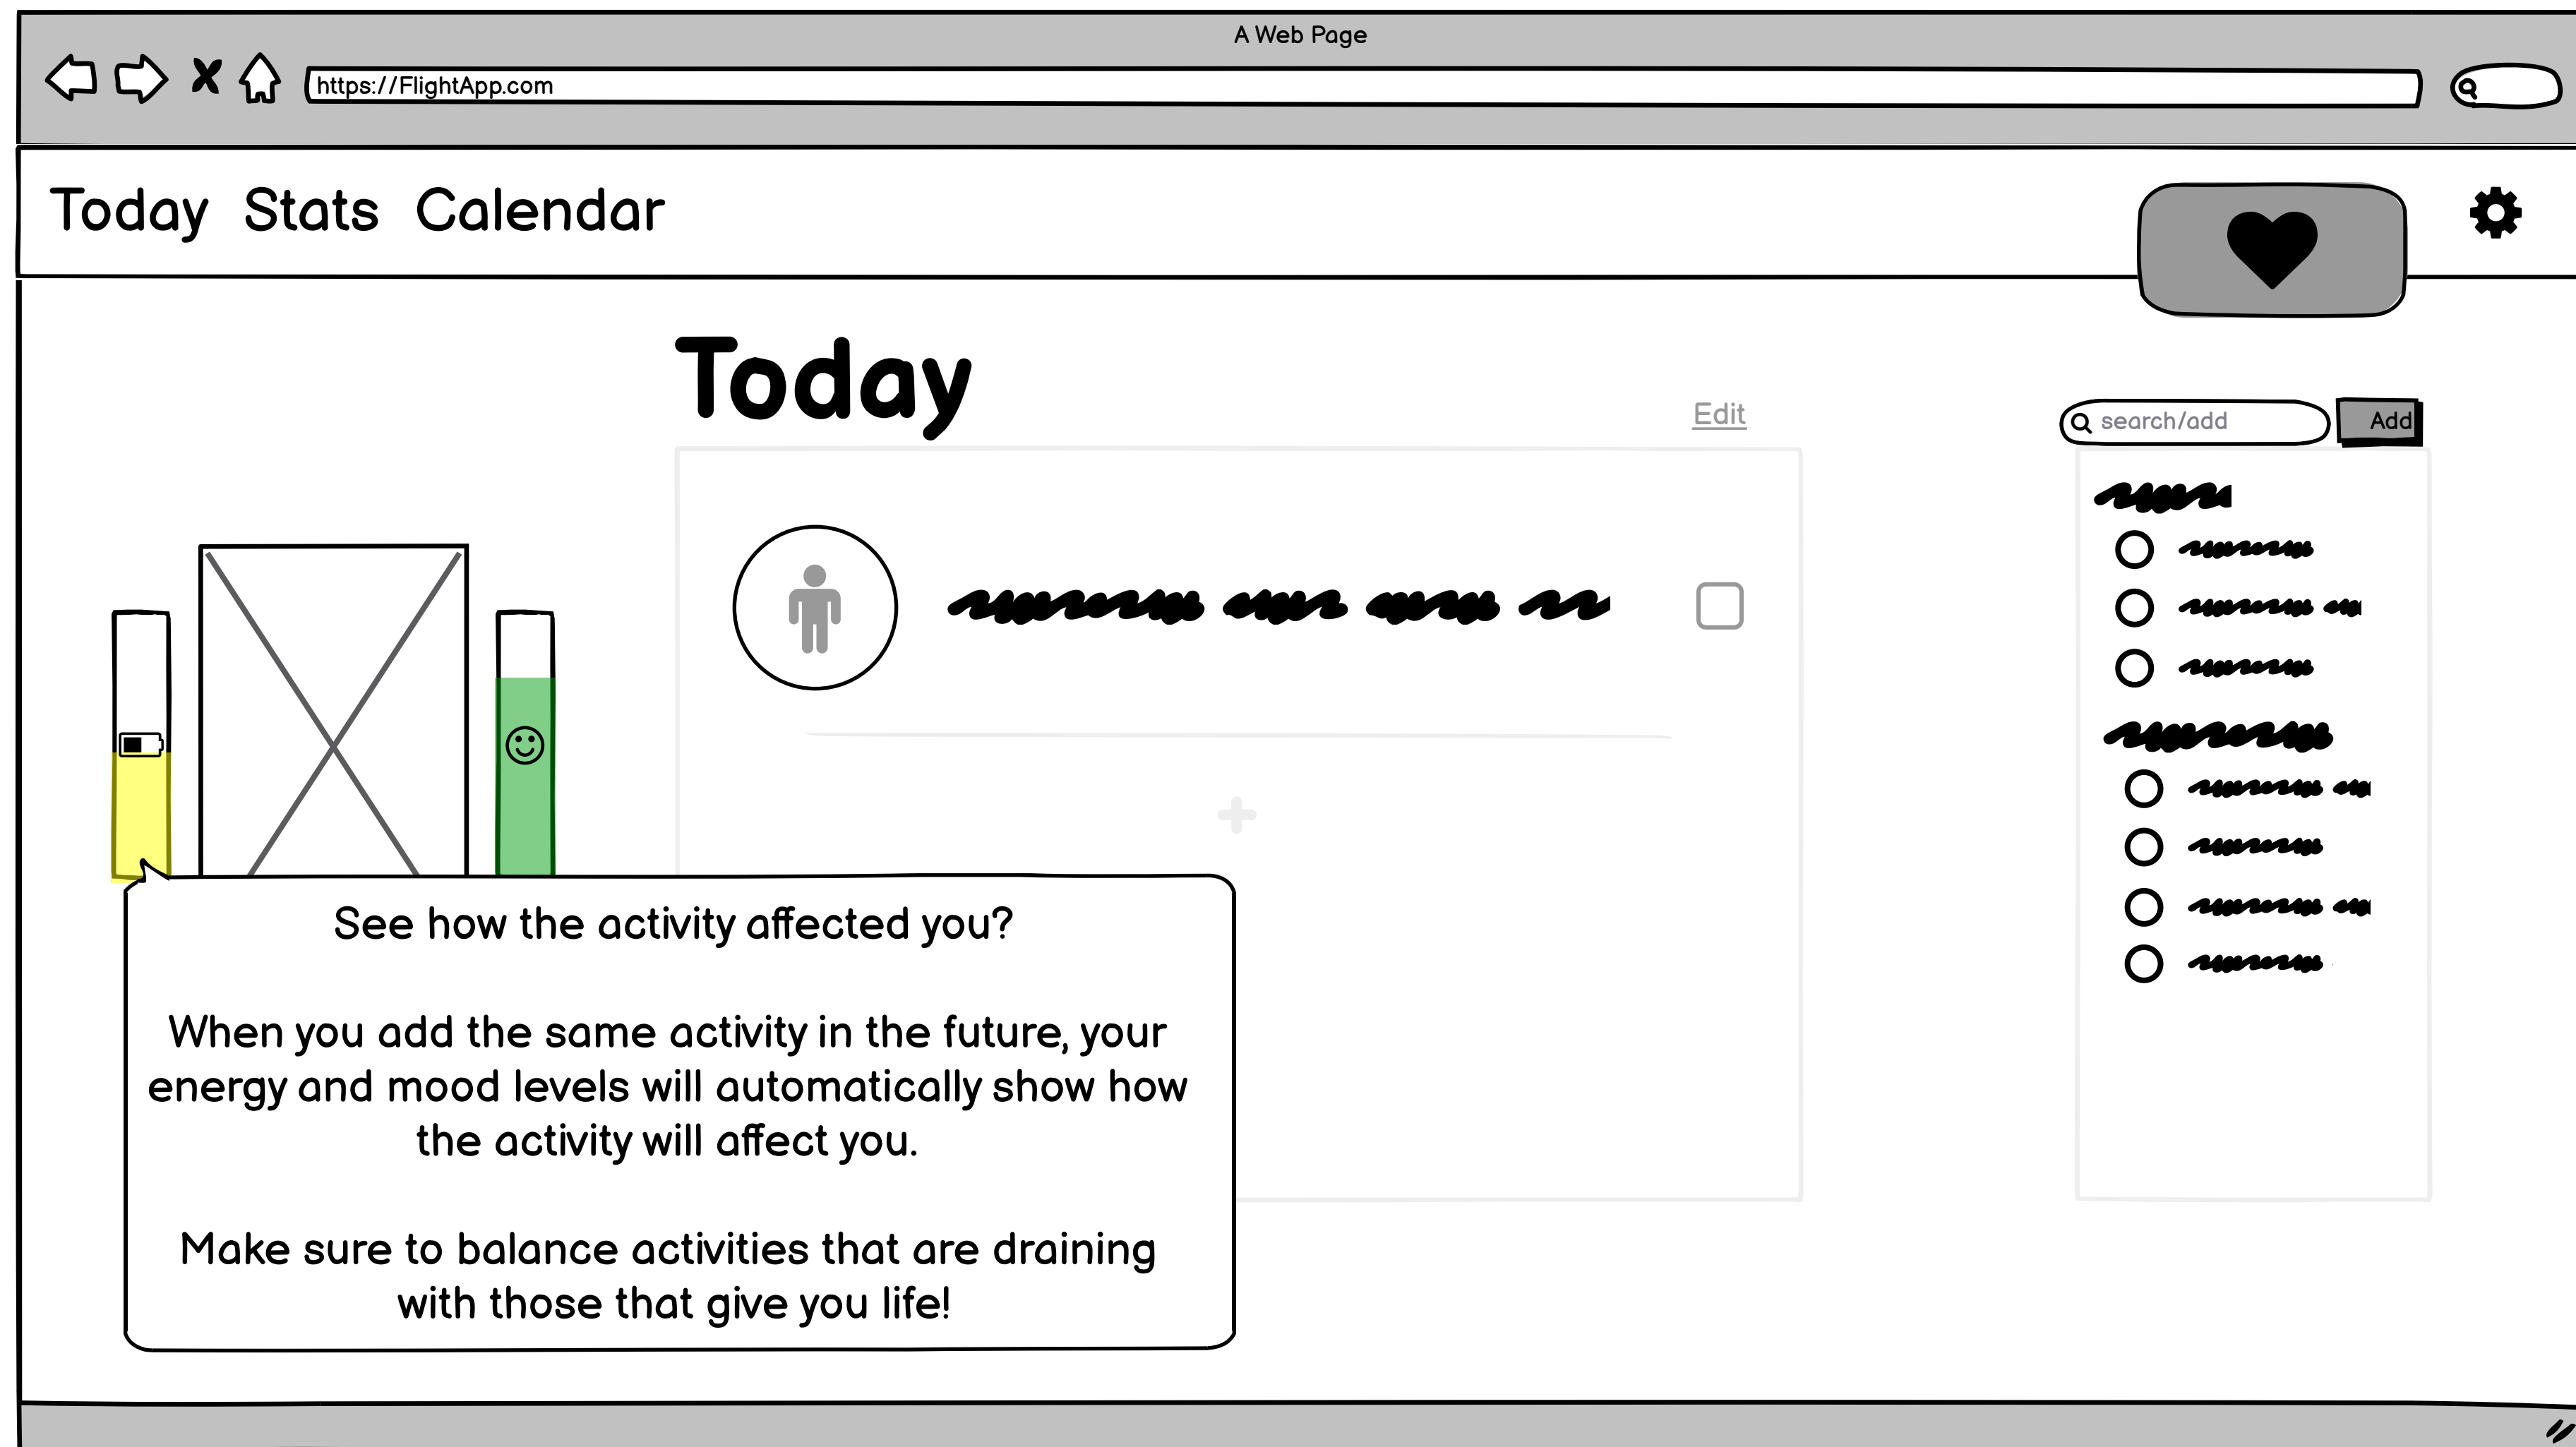 A Web Page
https://FlightApp.com
Today Stats Calendar
Today
Edit
search/add
Add
See how the activity affected you?
When you add the same activity in the future, your
energy and mood levels will automatically show how
the activity will affect you.
Make sure to balance activities that are draining
with those that give you life!